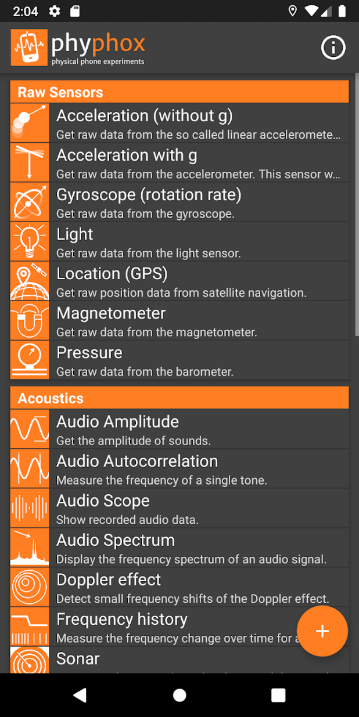 2:04
phyphox
physical phone experiments
Raw Sensors
Acceleration (without g)
Get raw data from the so called linear acceleromete...
Acceleration with g
Get raw data from the accelerometer. This sensor w...
Gyroscope (rotation rate)
Get raw data from the gyroscope.
Light
Get raw data from the light sensor.
Location (GPS)
Get raw position data from satellite navigation.
Magnetometer
Get raw data from the magnetometer.
Pressure
Get raw data from the barometer.
Acoustics
Audio Amplitude
Get the amplitude of sounds.
Audio Autocorrelation
Measure the frequency of a single tone.
Audio Scope
Show recorded audio data.
Audio Spectrum
Display the frequency spectrum of an audio signal.
Doppler effect
Detect small frequency shifts of the Doppler effect.
Frequency history
Measure the frequency change over time for
Sonar